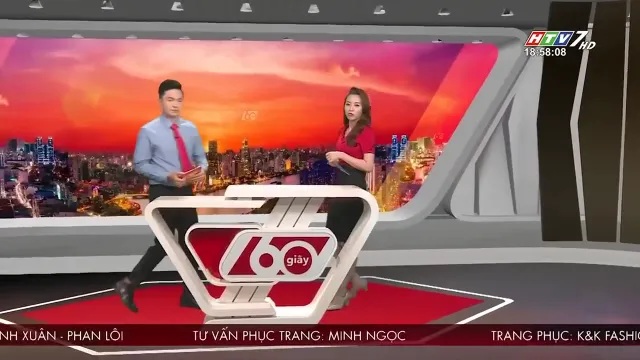 HTV7 HD
18:58:08
60 giây
NH XUÂN - PHAN LÔI TƯ VẤN PHỤC TRANG: MINH NGỌC TRANG PHỤC: K&K FASHIO